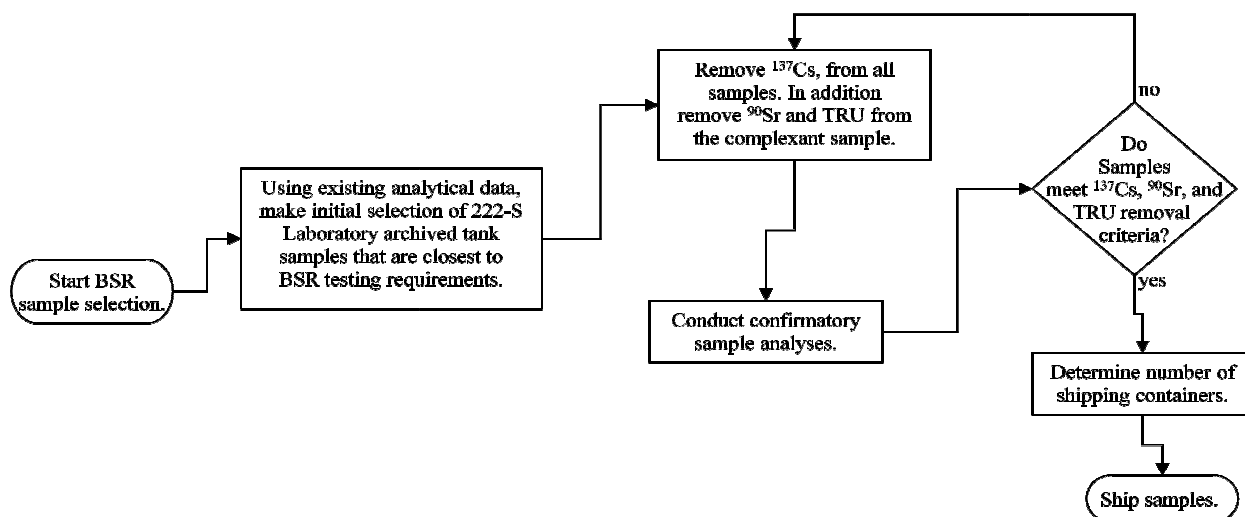 Start BSR
sample selection.
Using existing analytical data,
make initial selection of 222-S
Laboratory archived tank
samples that are closest to
BSR testing requirements.
Remove ¹³⁷Cs, from all
samples. In addition
remove ⁹⁰Sr and TRU from
the complexant sample.
Conduct confirmatory
sample analyses.
Do
Samples
meet ¹³⁷Cs, ⁹⁰Sr, and
TRU removal
criteria?
no
yes
Determine number of
shipping containers.
Ship samples.